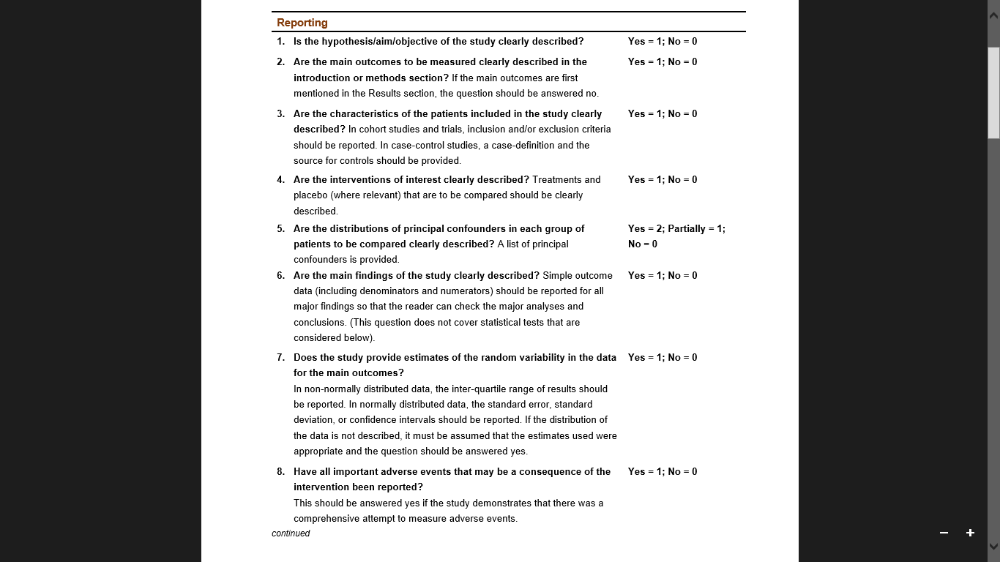 Reporting
1. Is the hypothesis/aim/objective of the study clearly described? Yes = 1; No = 0
2. Are the main outcomes to be measured clearly described in the Yes = 1; No = 0
introduction or methods section? If the main outcomes are first
mentioned in the Results section, the question should be answered no.
3. Are the characteristics of the patients included in the study clearly Yes = 1; No = 0
described? In cohort studies and trials, inclusion and/or exclusion criteria
should be reported. In case-control studies, a case-definition and the
source for controls should be provided.
4. Are the interventions of interest clearly described? Treatments and Yes = 1; No = 0
placebo (where relevant) that are to be compared should be clearly
described.
5. Are the distributions of principal confounders in each group of Yes = 2; Partially = 1;
patients to be compared clearly described? A list of principal No = 0
confounders is provided.
6. Are the main findings of the study clearly described? Simple outcome Yes = 1; No = 0
data (including denominators and numerators) should be reported for all
major findings so that the reader can check the major analyses and
conclusions. (This question does not cover statistical tests that are
considered below).
7. Does the study provide estimates of the random variability in the data Yes = 1; No = 0
for the main outcomes?
In non-normally distributed data, the inter-quartile range of results should
be reported. In normally distributed data, the standard error, standard
deviation, or confidence intervals should be reported. If the distribution of
the data is not described, it must be assumed that the estimates used were
appropriate and the question should be answered yes.
8. Have all important adverse events that may be a consequence of the Yes = 1; No = 0
intervention been reported?
This should be answered yes if the study demonstrates that there was a
comprehensive attempt to measure adverse events.
continued